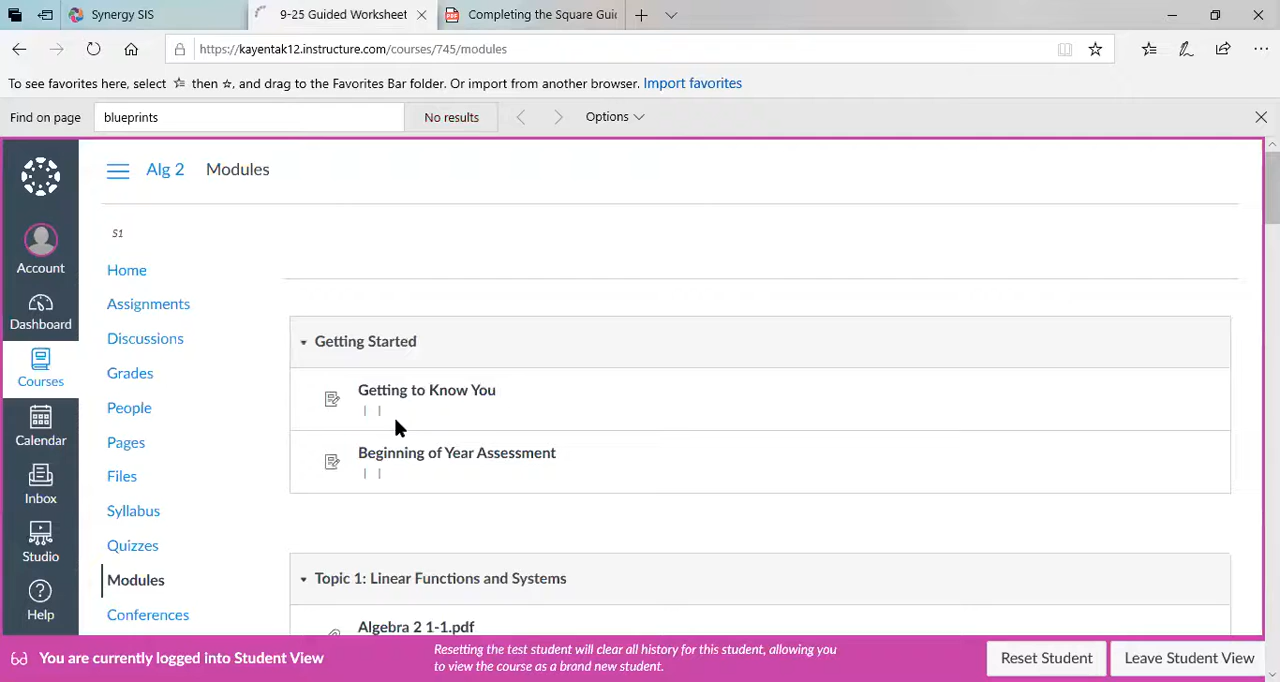 Synergy SIS
9-25 Guided Worksheet
Completing the Square Gui
https://kayentak12.instructure.com/courses/745/modules
To see favorites here, select then ☆, and drag to the Favorites Bar folder. Or import from another browser. Import favorites
Find on page
blueprints
No results
Options
Alg 2
Modules
S1
Account
Dashboard
Courses
Calendar
Inbox
Studio
Help
Home
Assignments
Discussions
Grades
People
Pages
Files
Syllabus
Quizzes
Modules
Conferences
Getting Started
Getting to Know You
| |
Beginning of Year Assessment
| |
Topic 1: Linear Functions and Systems
Algebra 2 1-1.pdf
You are currently logged into Student View
Resetting the test student will clear all history for this student, allowing you
to view the course as a brand new student.
Reset Student
Leave Student View